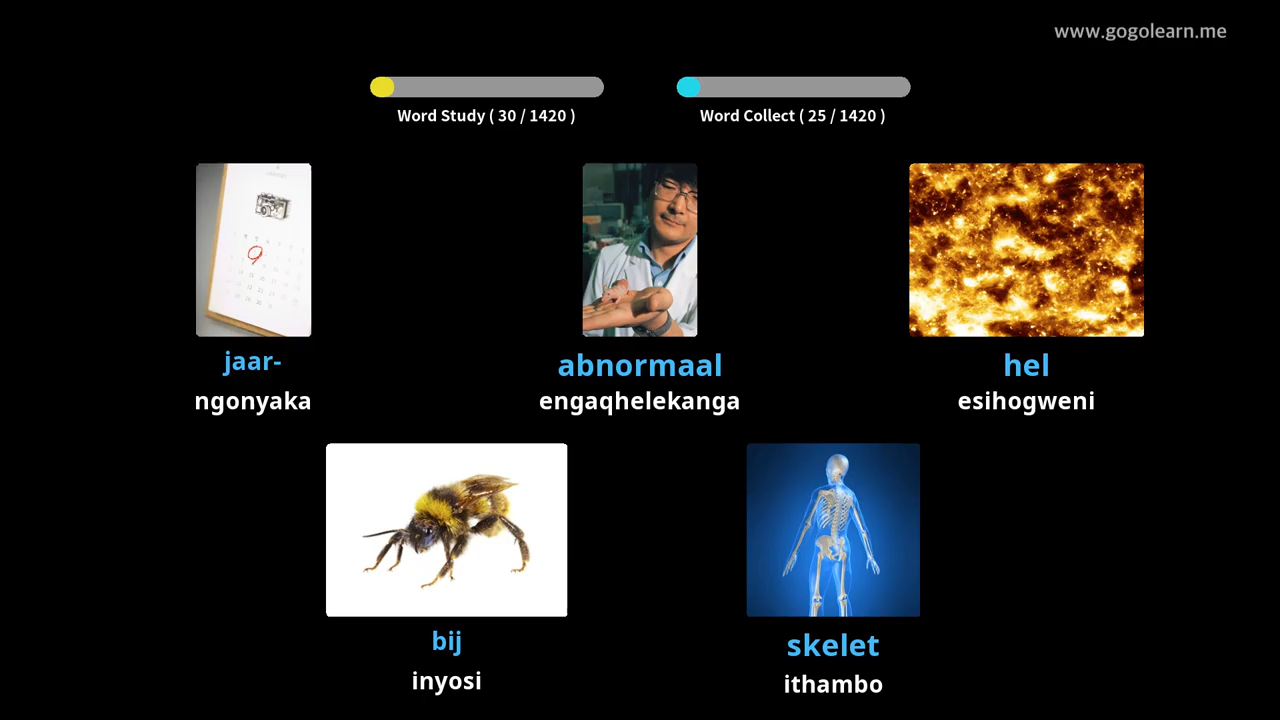 www.gogolearn.me
Word Study ( 30 / 1420 )
Word Collect ( 25 / 1420 )
jaar-
ngonyaka
abnormaal
engaqhelekanga
hel
esihogweni
bij
inyosi
skelet
ithambo